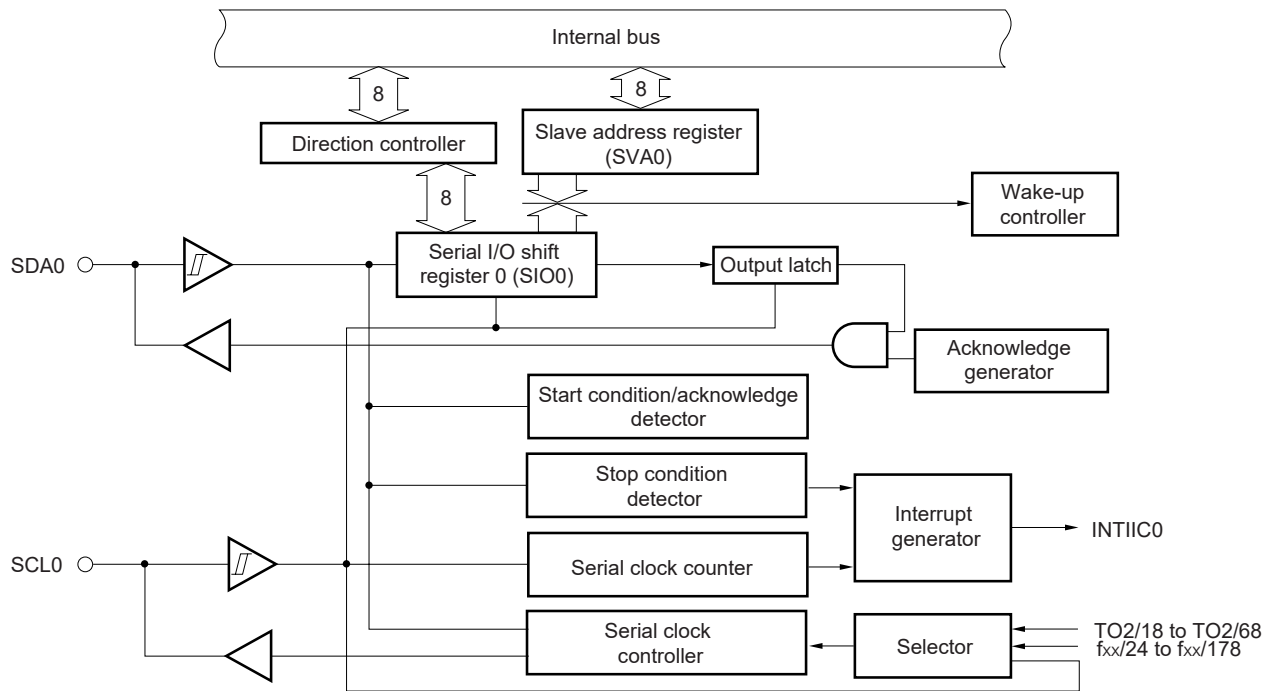 Internal bus
8
8
Direction controller
Slave address register
(SVA0)
8
Wake-up
controller
SDA0
Serial I/O shift
register 0 (SIO0)
Output latch
Acknowledge
generator
Start condition/acknowledge
detector
Stop condition
detector
Interrupt
generator
INTIIC0
SCL0
Serial clock counter
Serial clock
controller
Selector
TO2/18 to TO2/68
fxx/24 to fxx/178